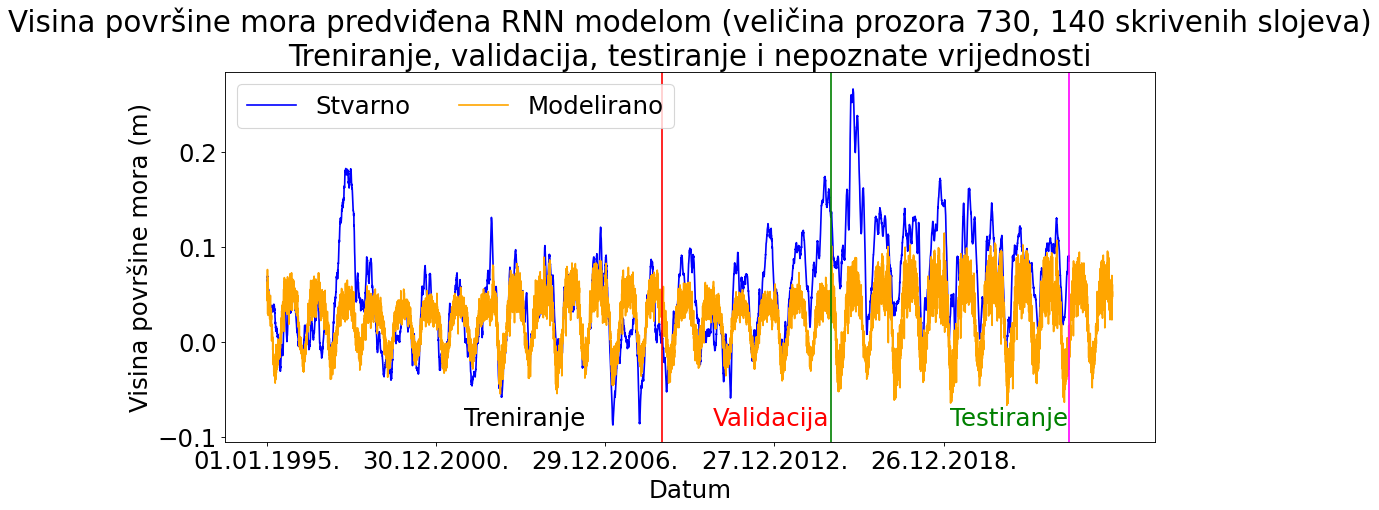 Visina površine mora predviđena RNN modelom (veličina prozora 730, 140 skrivenih slojeva)
Treniranje, validacija, testiranje i nepoznate vrijednosti
Stvarno Modelirano
Visina površine mora (m)
0.2
0.1
0.0
−0.1
Treniranje Validacija Testiranje
01.01.1995. 30.12.2000. 29.12.2006. 27.12.2012. 26.12.2018.
Datum